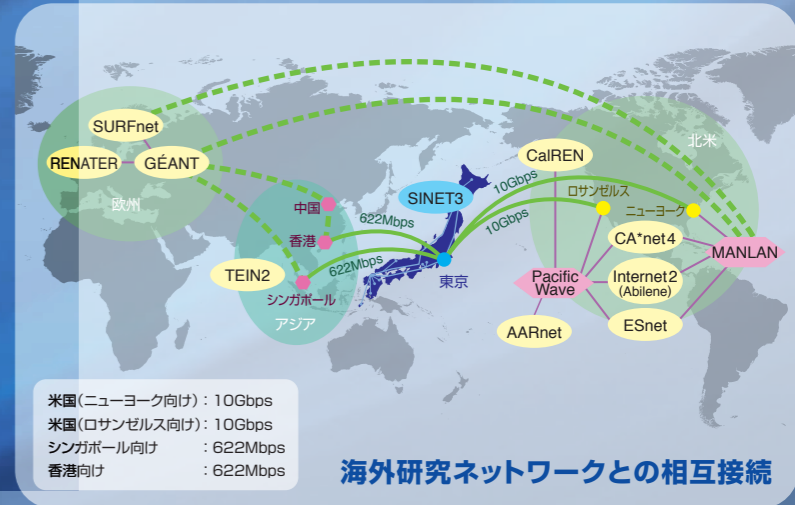 SURFnet
RENATER
GÉANT
欧州
中国
香港
TEIN2
シンガポール
アジア
622Mbps
622Mbps
SINET3
東京
10Gbps
10Gbps
CalREN
北米
ロサンゼルス
ニューヨーク
CA*net4
MANLAN
Pacific
Wave
Internet2
(Abilene)
AARnet
ESnet
米国(ニューヨーク向け):10Gbps
米国(ロサンゼルス向け):10Gbps
シンガポール向け :622Mbps
香港向け :622Mbps
海外研究ネットワークとの相互接続